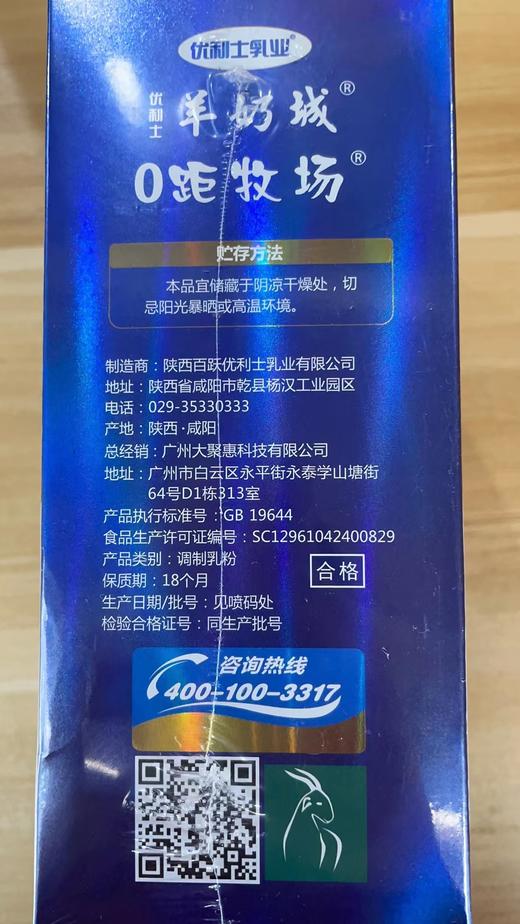 优利士乳业®
优利士 羊奶城®
0距牧场®
贮存方法
本品宜储藏于阴凉干燥处，切
忌阳光暴晒或高温环境。
制造商：陕西百跃优利士乳业有限公司
地址：陕西省咸阳市乾县杨汉工业园区
电话：029-35330333
产地：陕西·咸阳
总经销：广州大聚惠科技有限公司
地址：广州市白云区永平街永泰学山塘街
64号D1栋313室
产品执行标准号：GB 19644
食品生产许可证编号：SC12961042400829
产品类别：调制乳粉
保质期：18个月
合格
生产日期/批号：见喷码处
检验合格证号：同生产批号
咨询热线
400-100-3317